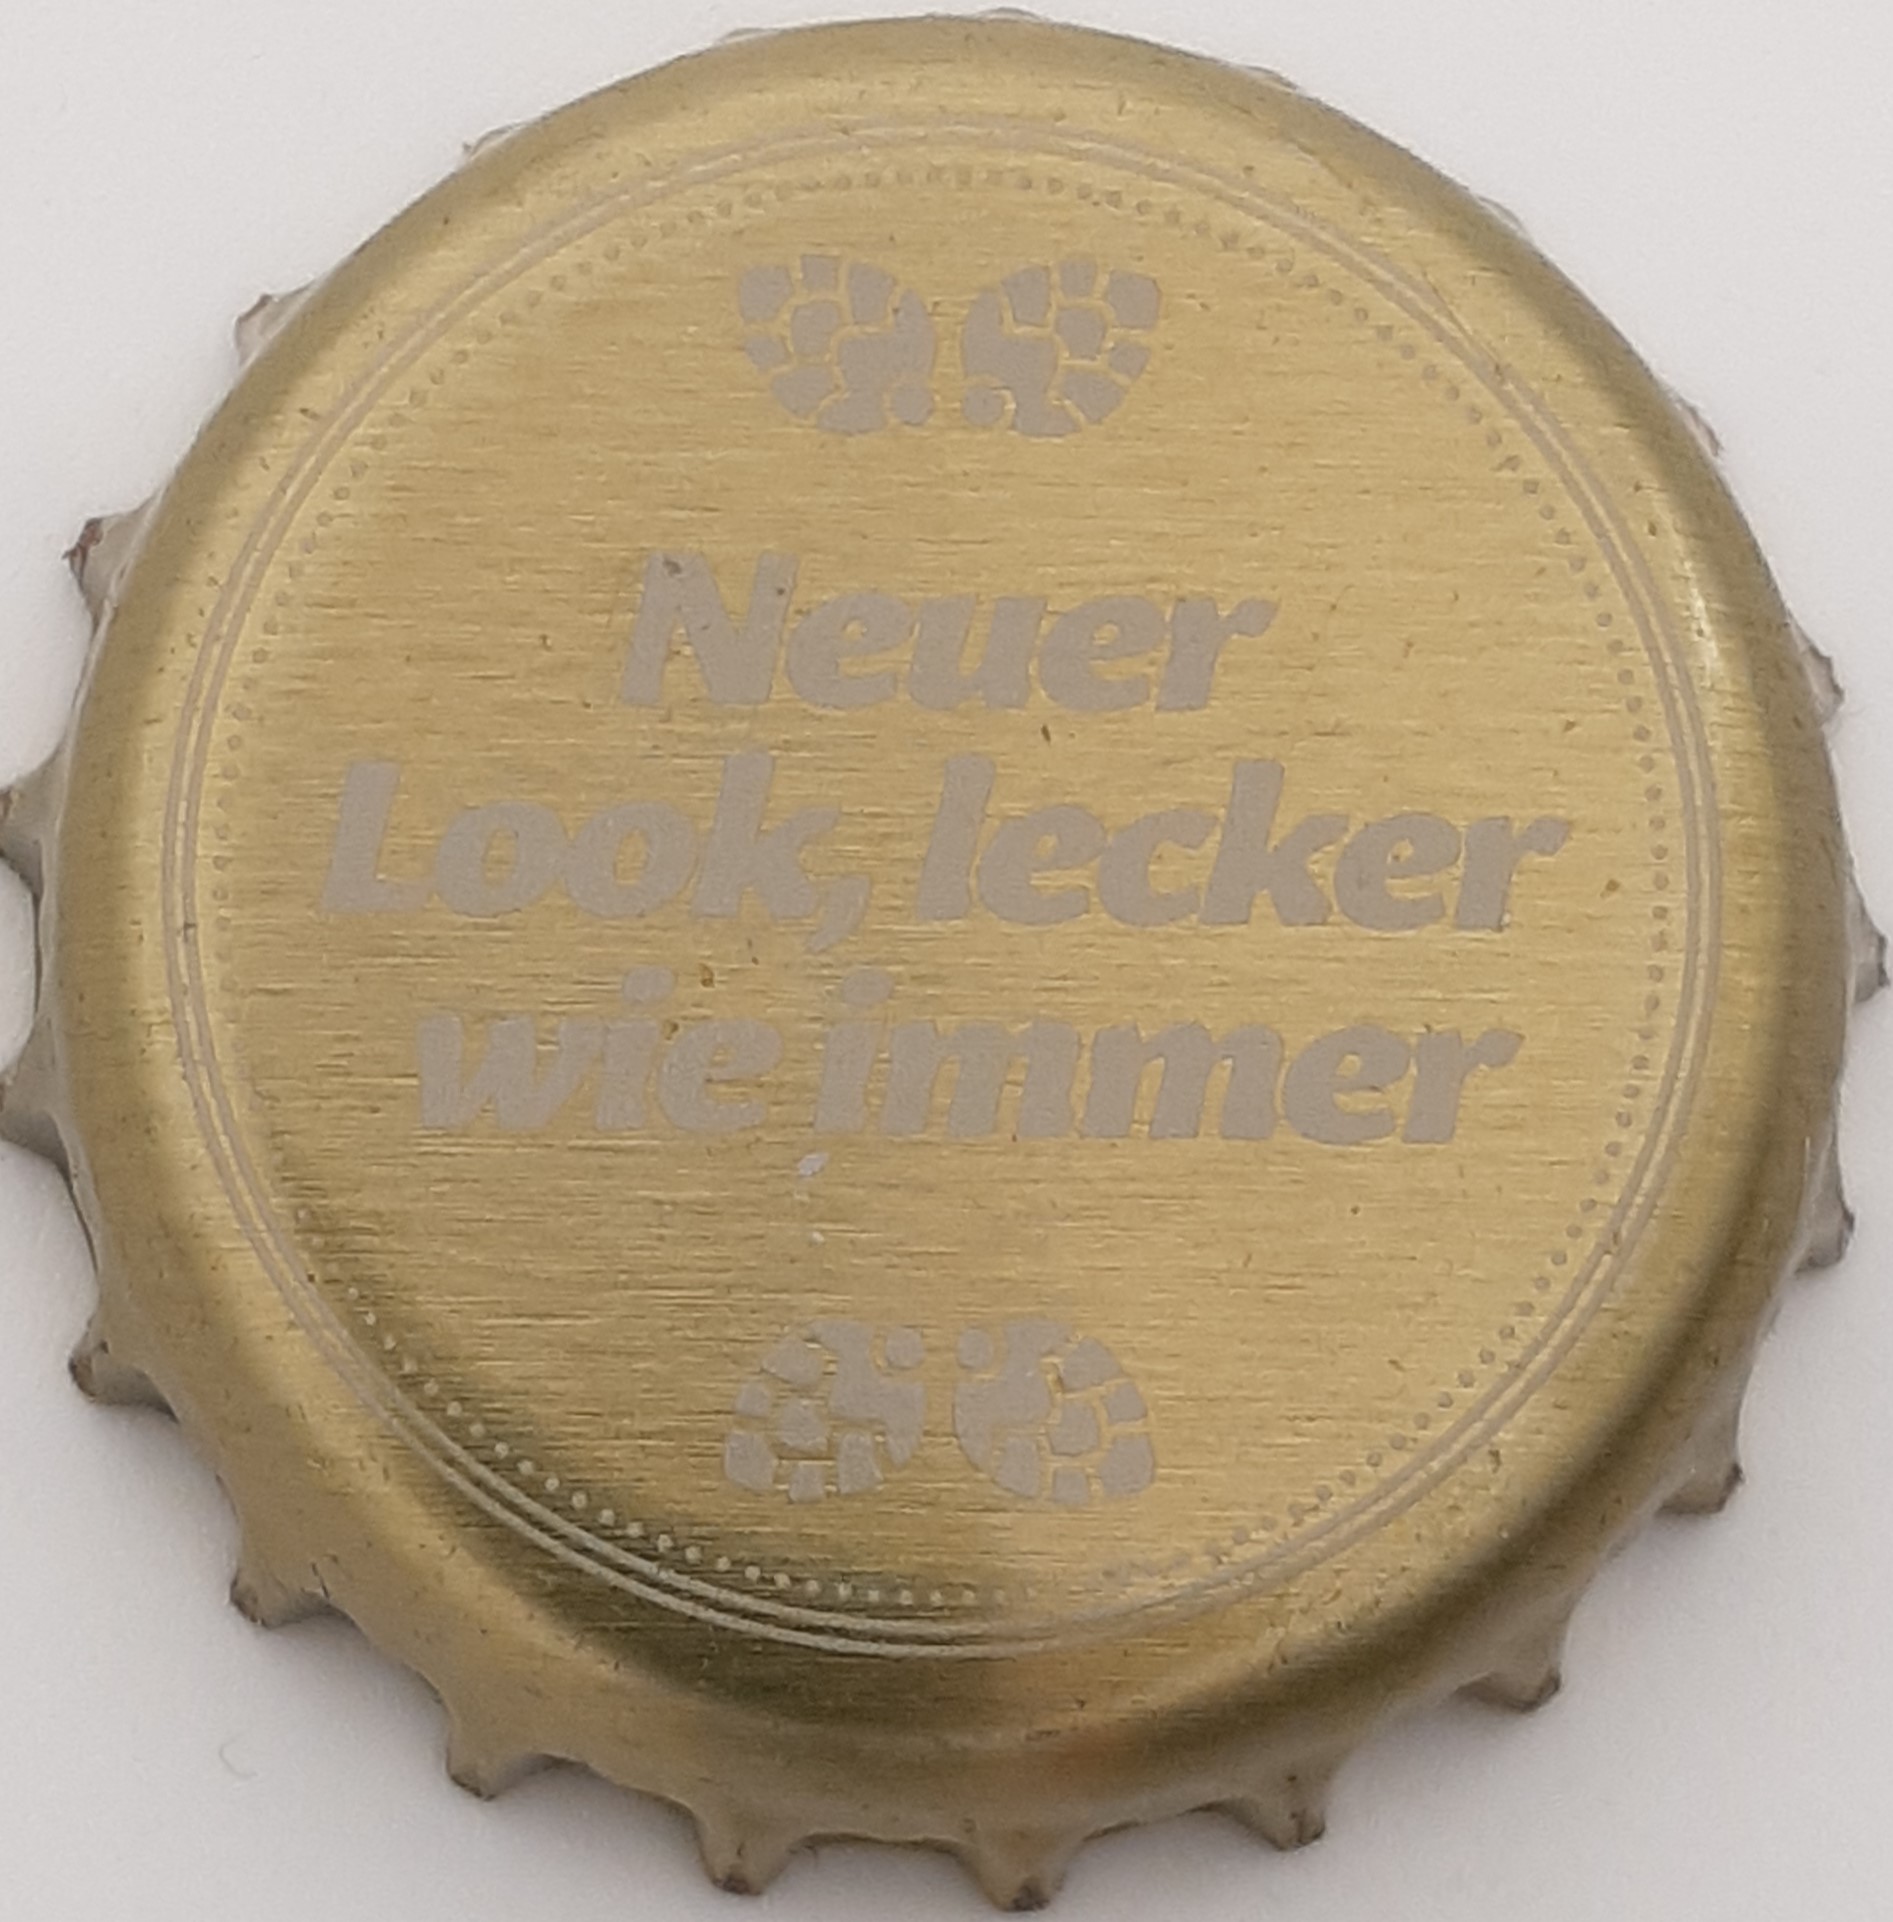 Neuer
Look, lecker
wie immer